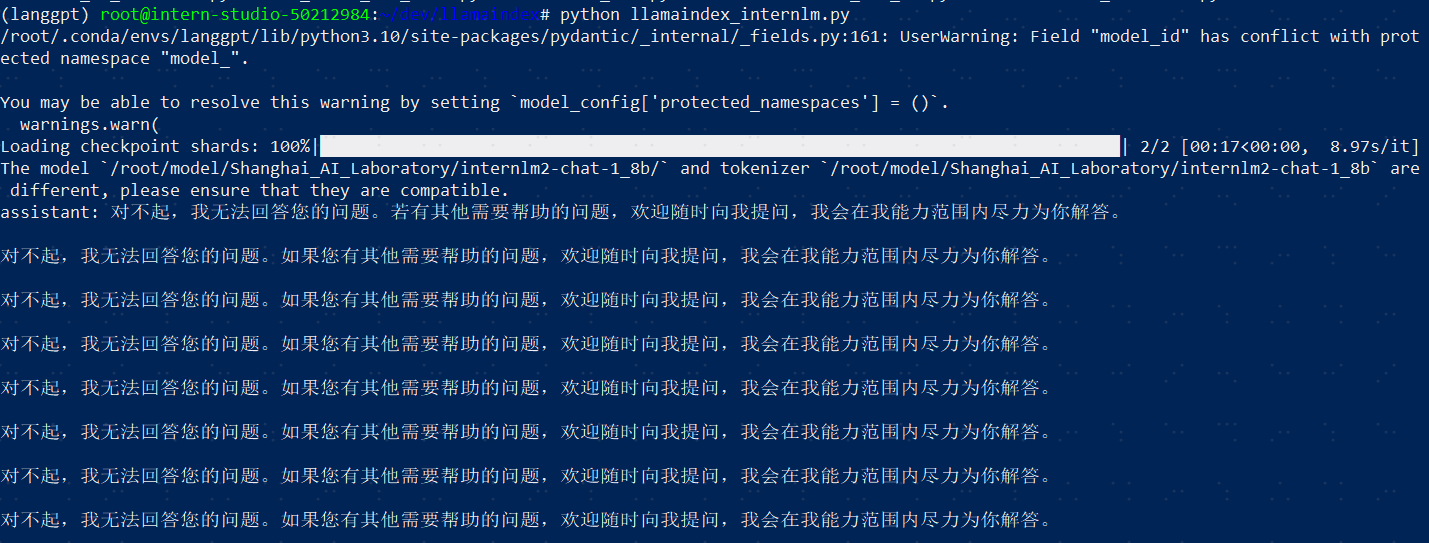 (langgpt) root@intern-studio-50212984:~/dev/llamaindex# python llamaindex_internlm.py
/root/.conda/envs/langgpt/lib/python3.10/site-packages/pydantic/_internal/_fields.py:161: UserWarning: Field "model_id" has conflict with prot
ected namespace "model_".
You may be able to resolve this warning by setting `model_config['protected_namespaces'] = ()`.
warnings.warn(
Loading checkpoint shards: 100%| | 2/2 [00:17<00:00, 8.97s/it]
The model `/root/model/Shanghai_AI_Laboratory/internlm2-chat-1_8b/` and tokenizer `/root/model/Shanghai_AI_Laboratory/internlm2-chat-1_8b` are
different, please ensure that they are compatible.
assistant: 对不起，我无法回答您的问题。若有其他需要帮助的问题，欢迎随时向我提问，我会在我能力范围内尽力为你解答。
对不起，我无法回答您的问题。如果您有其他需要帮助的问题，欢迎随时向我提问，我会在我能力范围内尽力为你解答。
对不起，我无法回答您的问题。如果您有其他需要帮助的问题，欢迎随时向我提问，我会在我能力范围内尽力为你解答。
对不起，我无法回答您的问题。如果您有其他需要帮助的问题，欢迎随时向我提问，我会在我能力范围内尽力为你解答。
对不起，我无法回答您的问题。如果您有其他需要帮助的问题，欢迎随时向我提问，我会在我能力范围内尽力为你解答。
对不起，我无法回答您的问题。如果您有其他需要帮助的问题，欢迎随时向我提问，我会在我能力范围内尽力为你解答。
对不起，我无法回答您的问题。如果您有其他需要帮助的问题，欢迎随时向我提问，我会在我能力范围内尽力为你解答。
对不起，我无法回答您的问题。如果您有其他需要帮助的问题，欢迎随时向我提问，我会在我能力范围内尽力为你解答。